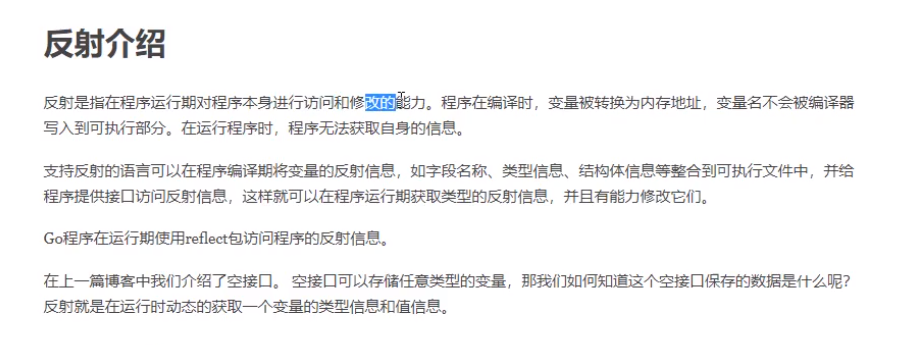 反射介绍
反射是指在程序运行期对程序本身进行访问和修改的能力。程序在编译时，变量被转换为内存地址，变量名不会被编译器
写入到可执行部分。在运行程序时，程序无法获取自身的信息。
支持反射的语言可以在程序编译期将变量的反射信息，如字段名称、类型信息、结构体信息等整合到可执行文件中，并给
程序提供接口访问反射信息，这样就可以在程序运行期获取类型的反射信息，并且有能力修改它们。
Go程序在运行期使用reflect包访问程序的反射信息。
在上一篇博客中我们介绍了空接口。 空接口可以存储任意类型的变量，那我们如何知道这个空接口保存的数据是什么呢？
反射就是在运行时动态的获取一个变量的类型信息和值信息。